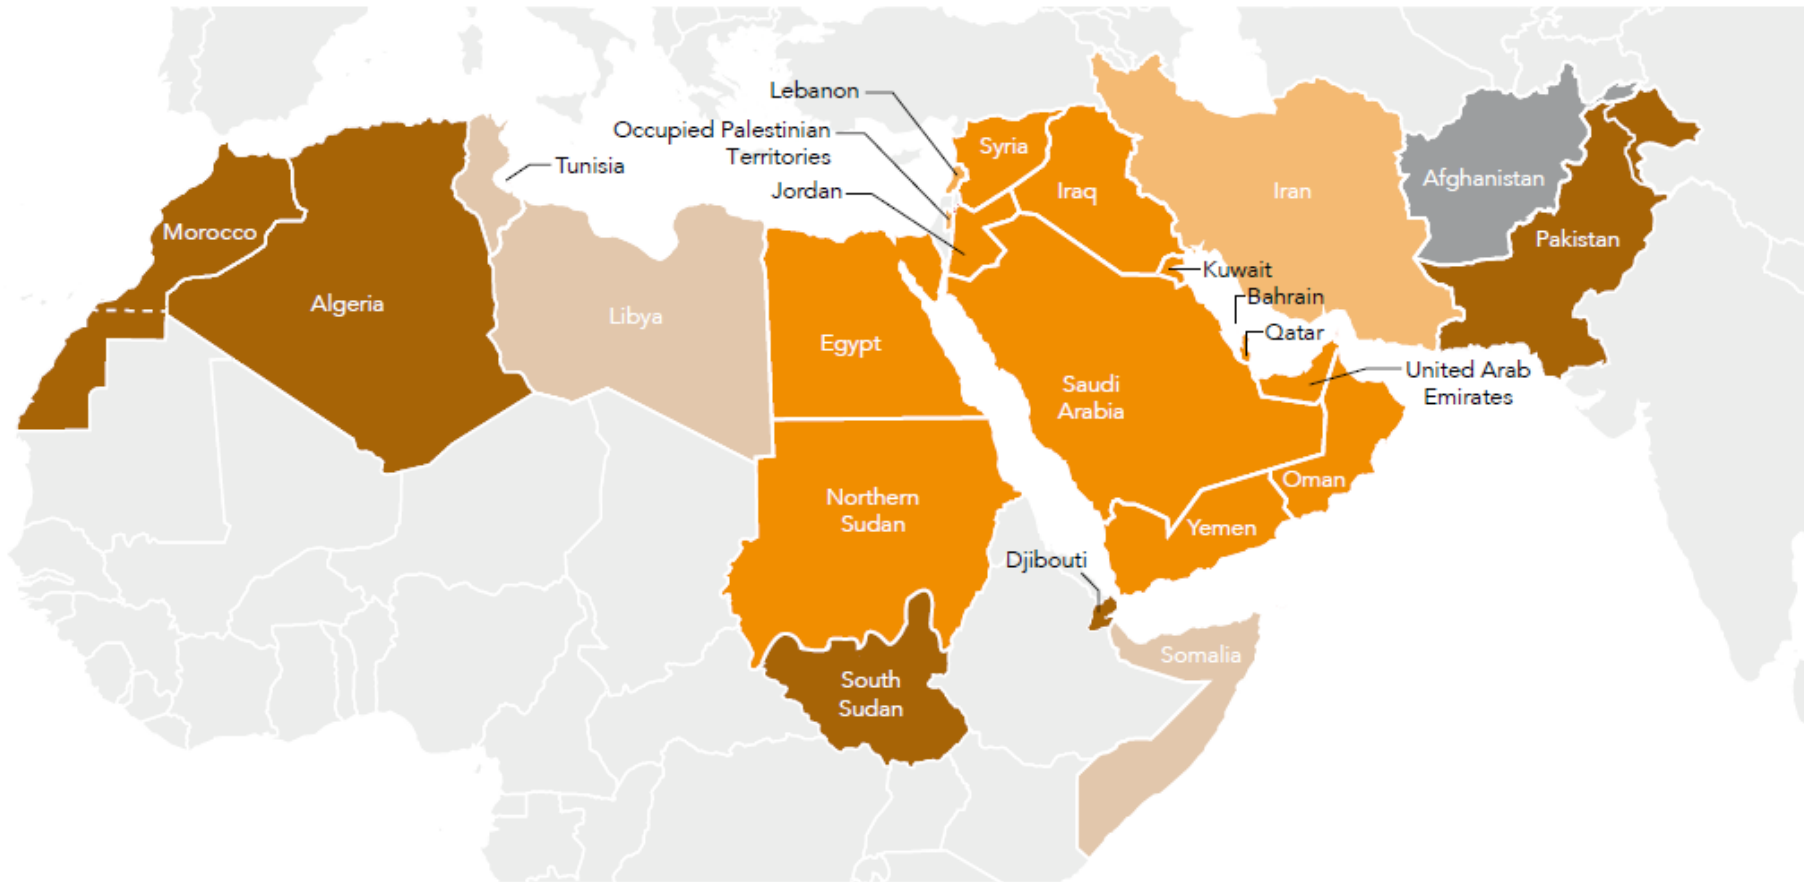 Lebanon
Occupied Palestinian
Territories
Jordan
Tunisia
Syria
Iraq
Iran
Afghanistan
Pakistan
Morocco
Algeria
Libya
Egypt
Kuwait
Bahrain
Qatar
United Arab
Emirates
Saudi
Arabia
Oman
Yemen
Northern
Sudan
Djibouti
Somalia
South
Sudan